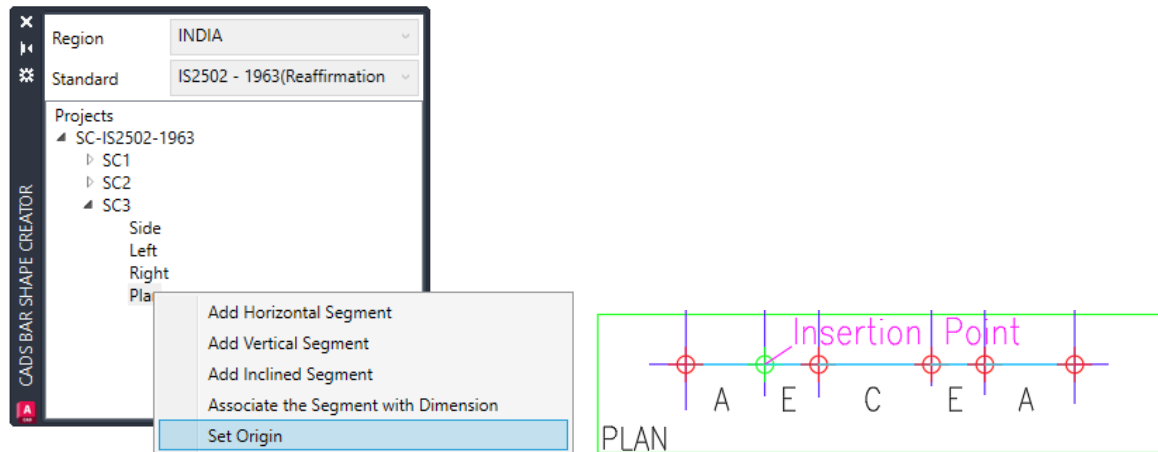 Region INDIA
Standard IS2502 - 1963(Reaffirmation
Projects
SC-IS2502-1963
SC1
SC2
SC3
Side
Left
Right
Plan
Add Horizontal Segment
Add Vertical Segment
Add Inclined Segment
Associate the Segment with Dimension
Set Origin
CADS BAR SHAPE CREATOR
A
CAD
Insertion Point
A E C E A
PLAN